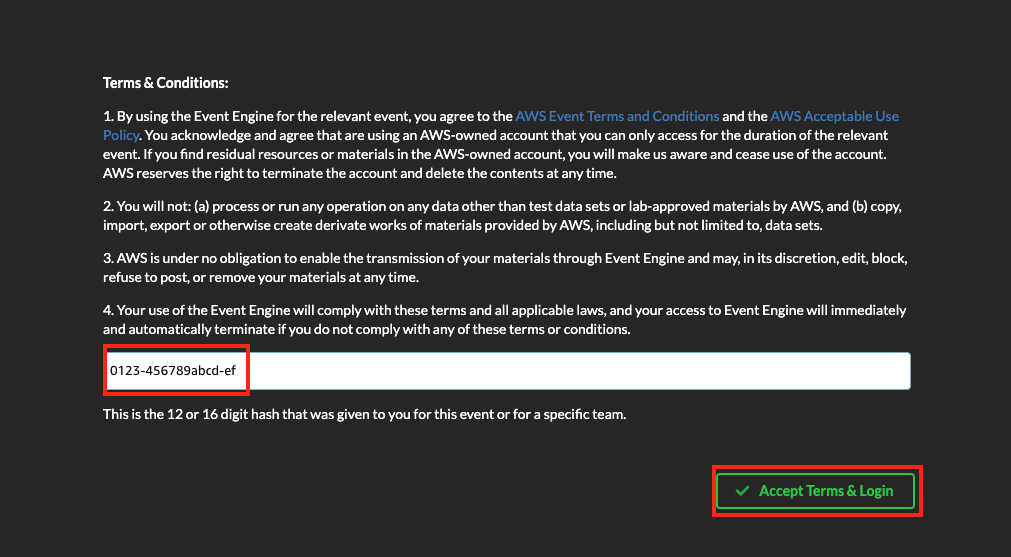 Terms & Conditions:
1. By using the Event Engine for the relevant event, you agree to the AWS Event Terms and Conditions and the AWS Acceptable Use
Policy. You acknowledge and agree that are using an AWS-owned account that you can only access for the duration of the relevant
event. If you find residual resources or materials in the AWS-owned account, you will make us aware and cease use of the account.
AWS reserves the right to terminate the account and delete the contents at any time.
2. You will not: (a) process or run any operation on any data other than test data sets or lab-approved materials by AWS, and (b) copy,
import, export or otherwise create derivate works of materials provided by AWS, including but not limited to, data sets.
3. AWS is under no obligation to enable the transmission of your materials through Event Engine and may, in its discretion, edit, block,
refuse to post, or remove your materials at any time.
4. Your use of the Event Engine will comply with these terms and all applicable laws, and your access to Event Engine will immediately
and automatically terminate if you do not comply with any of these terms or conditions.
0123-456789abcd-ef
This is the 12 or 16 digit hash that was given to you for this event or for a specific team.
Accept Terms & Login